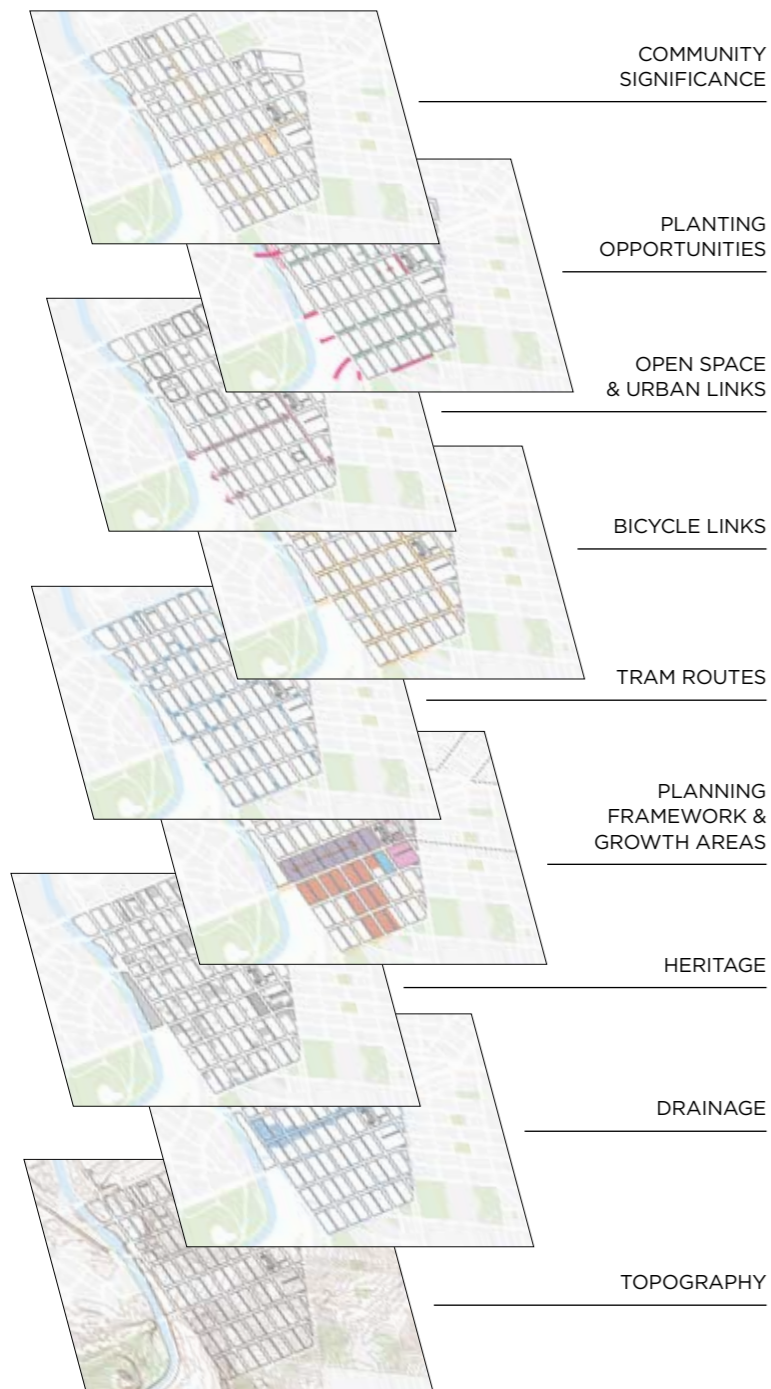 COMMUNITY
SIGNIFICANCE
PLANTING
OPPORTUNITIES
OPEN SPACE
& URBAN LINKS
BICYCLE LINKS
TRAM ROUTES
PLANNING
FRAMEWORK &
GROWTH AREAS
HERITAGE
DRAINAGE
TOPOGRAPHY